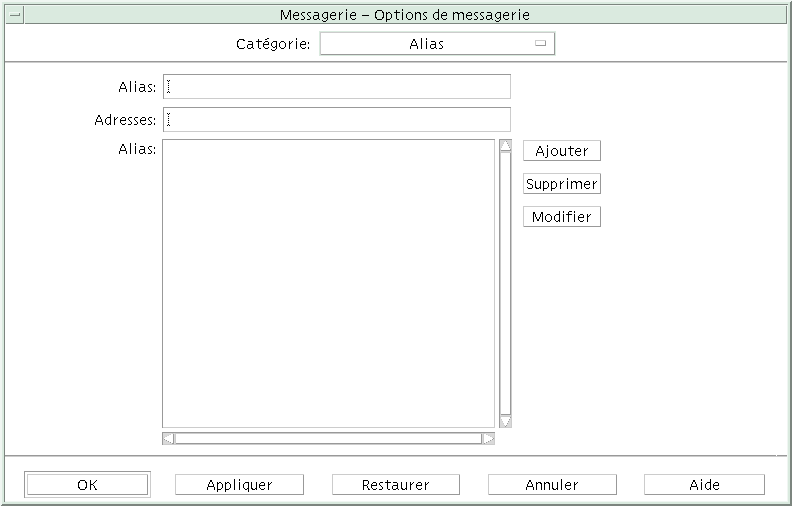 Messagerie – Options de messagerie
Catégorie: Alias
Alias:
Adresses:
Alias:
Ajouter
Supprimer
Modifier
OK Appliquer Restaurer Annuler Aide